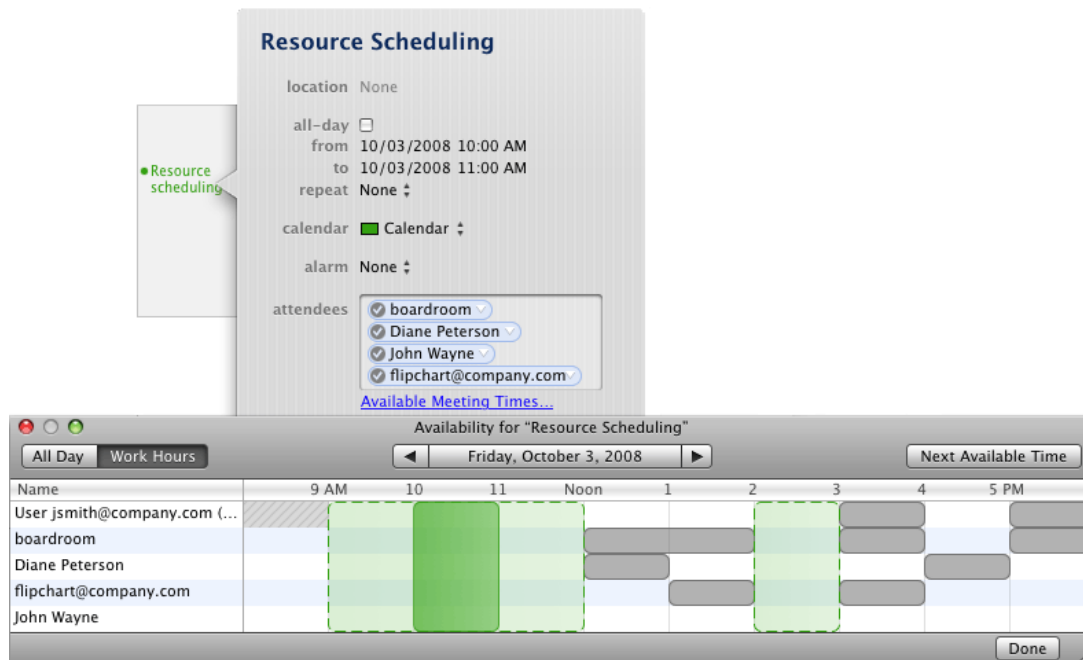 Resource Scheduling
location None
all-day
from 10/03/2008 10:00 AM
to 10/03/2008 11:00 AM
repeat None
calendar Calendar
alarm None
attendees boardroom
Diane Peterson
John Wayne
flipchart@company.com
Available Meeting Times...
Resource
scheduling
Availability for “Resource Scheduling”
All Day Work Hours Friday, October 3, 2008 Next Available Time
Name 9 AM 10 11 Noon 1 2 3 4 5 PM
User jsmith@company.com (...
boardroom
Diane Peterson
flipchart@company.com
John Wayne
Done